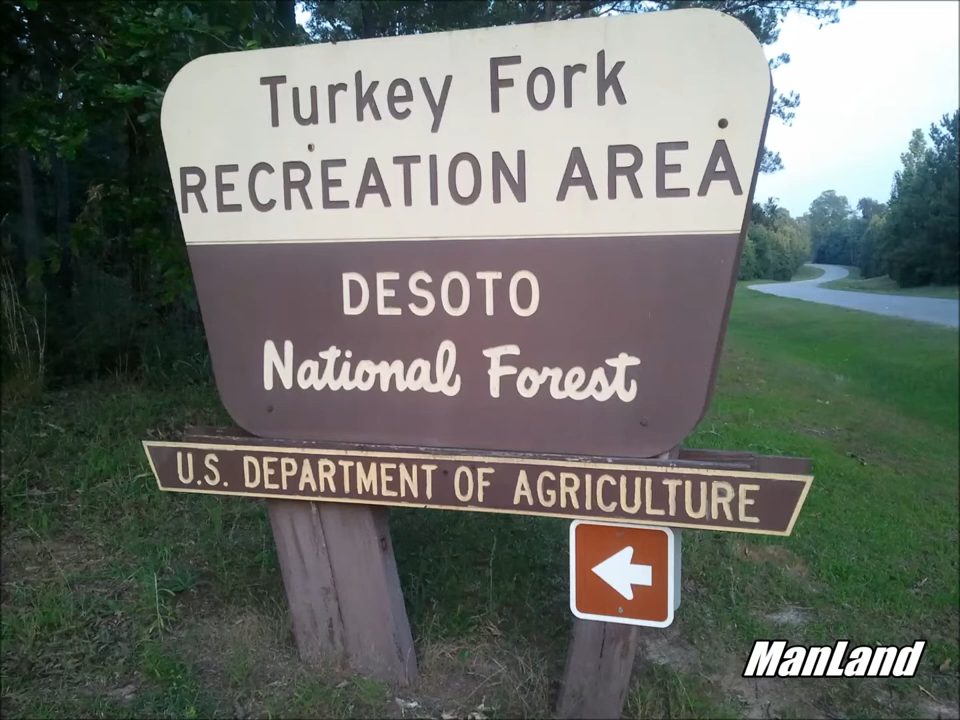 Turkey Fork
RECREATION AREA
DESOTO
National Forest
U.S. DEPARTMENT OF AGRICULTURE
ManLand